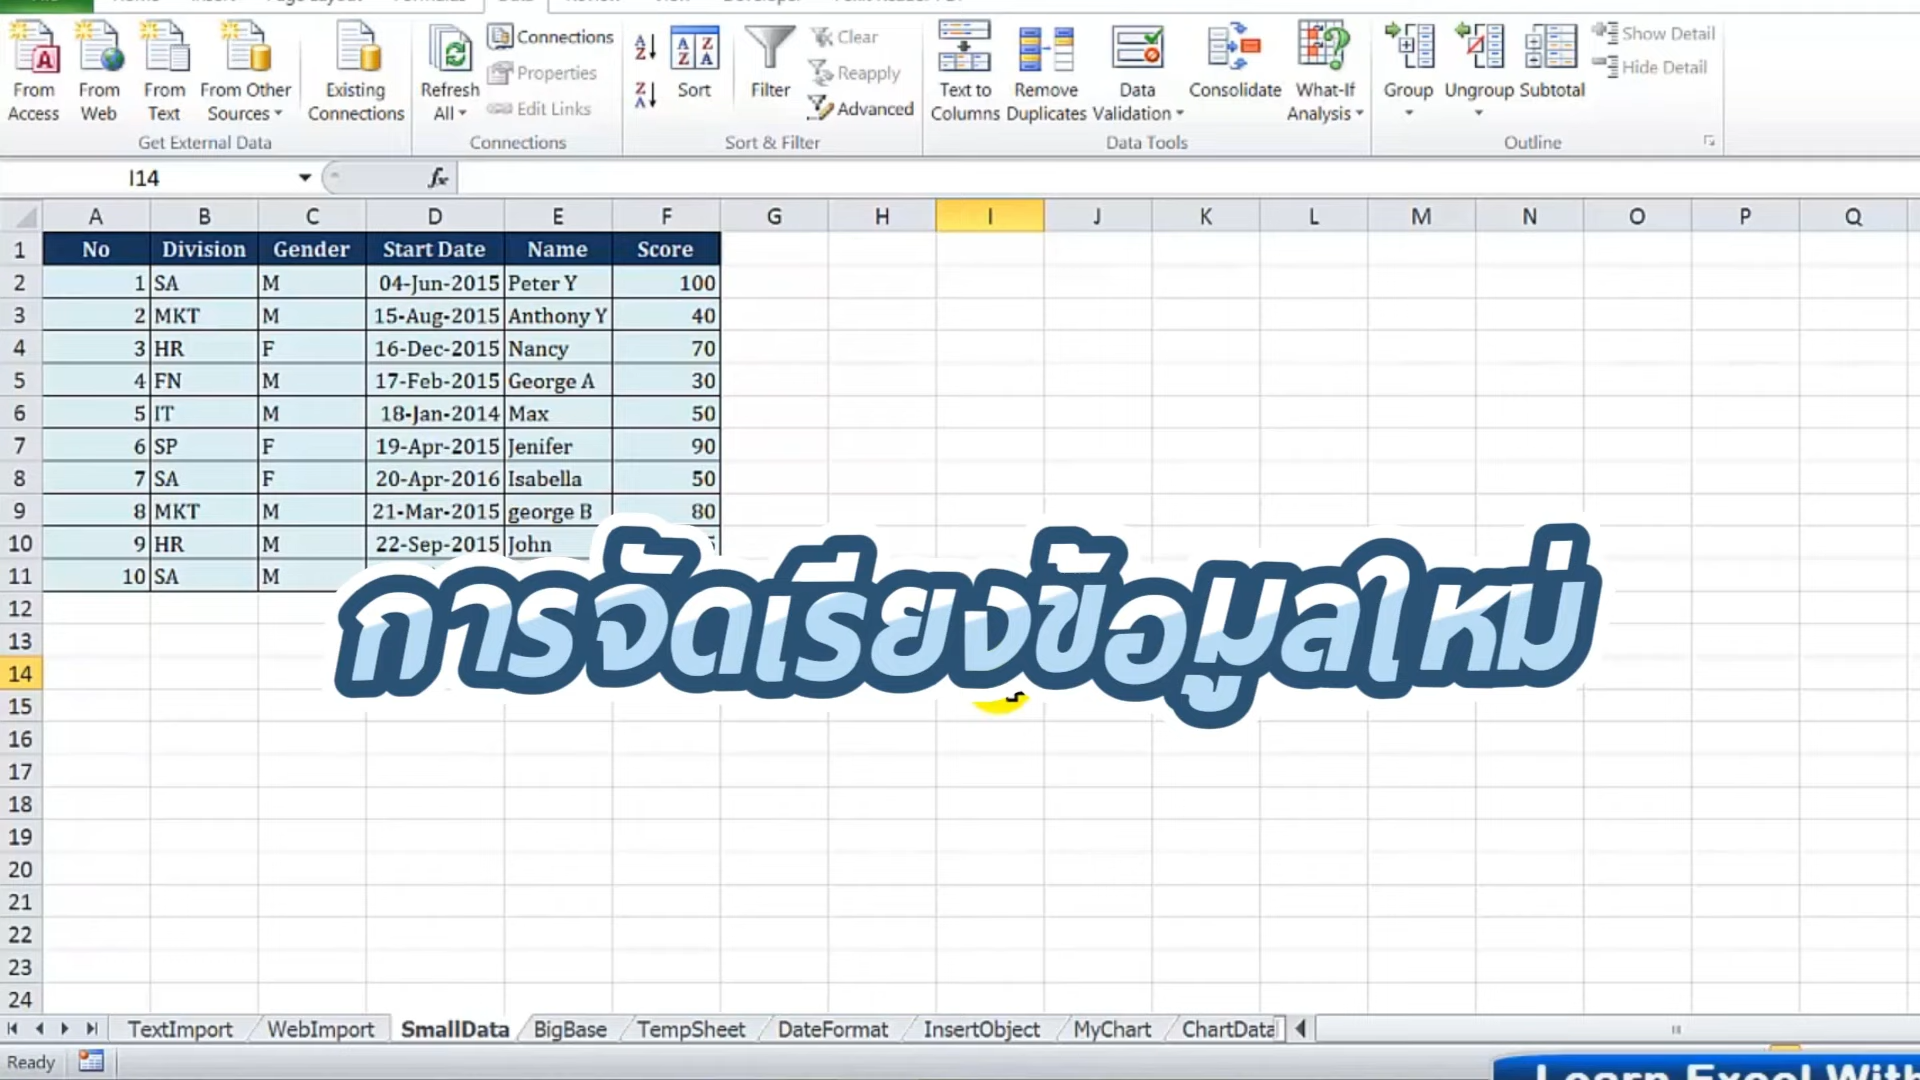 From Access
From Web
From Text
From Other Sources
Existing Connections
Refresh All
Connections
Properties
Edit Links
Sort
Filter
Clear
Reapply
Advanced
Text to Columns
Remove Duplicates
Data Validation
Consolidate
What-If Analysis
Group
Ungroup
Subtotal
Show Detail
Hide Detail
Get External Data
Connections
Sort & Filter
Data Tools
Outline
I14
fx
A B C D E F G H I J K L M N O P Q
1 No Division Gender Start Date Name Score
2 1 SA M 04-Jun-2015 Peter Y 100
3 2 MKT M 15-Aug-2015 Anthony Y 40
4 3 HR F 16-Dec-2015 Nancy 70
5 4 FN M 17-Feb-2015 George A 30
6 5 IT M 18-Jan-2014 Max 50
7 6 SP F 19-Apr-2015 Jenifer 90
8 7 SA F 20-Apr-2016 Isabella 50
9 8 MKT M 21-Mar-2015 george B 80
10 9 HR M 22-Sep-2015 John
11 10 SA M
การจัดเรียงข้อมูลใหม่
12
13
14
15
16
17
18
19
20
21
22
23
24
TextImport WebImport SmallData BigBase TempSheet DateFormat InsertObject MyChart ChartData
Ready
Learn Excel With